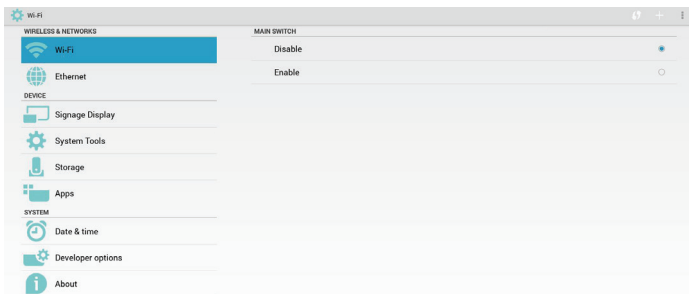 Wi-Fi
WIRELESS & NETWORKS
Wi-Fi
Ethernet
DEVICE
Signage Display
System Tools
Storage
Apps
SYSTEM
Date & time
Developer options
About
MAIN SWITCH
Disable
Enable